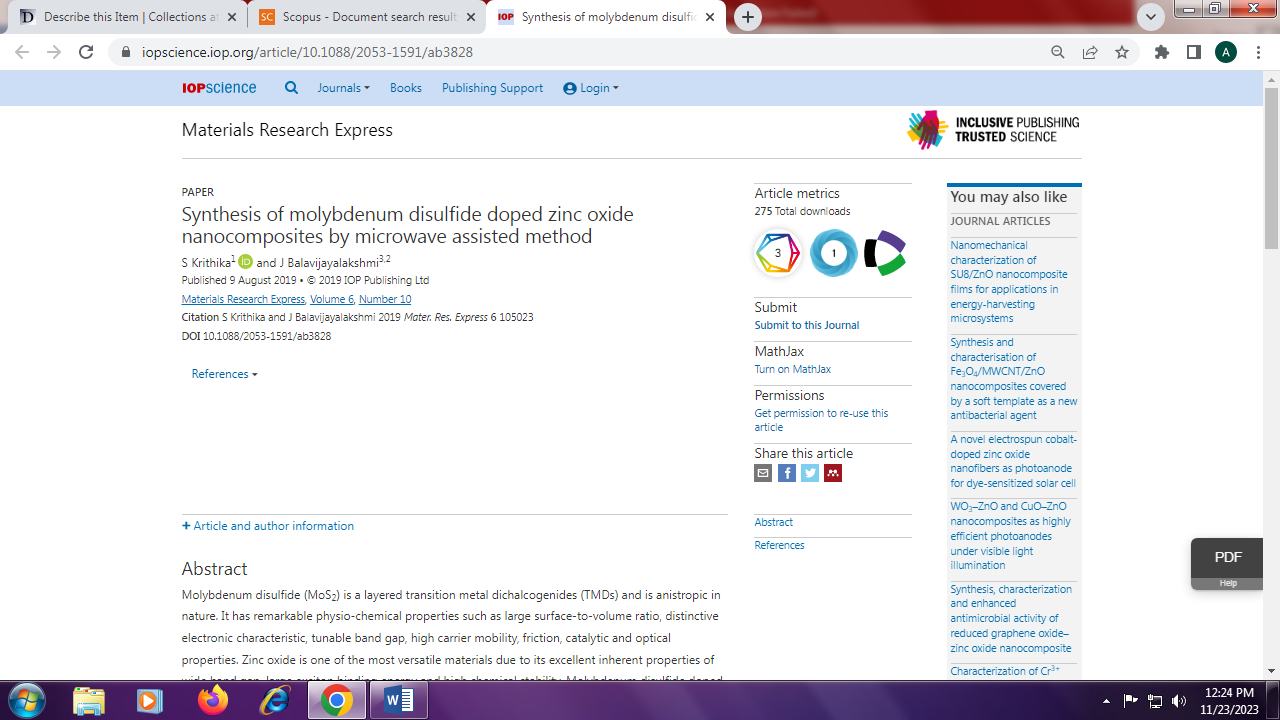 Describe this Item | Collections at
Scopus - Document search result
Synthesis of molybdenum disulfid
iopscience.iop.org/article/10.1088/2053-1591/ab3828
A
IOPscience
Journals
Books
Publishing Support
Login
Materials Research Express
INCLUSIVE PUBLISHING
TRUSTED SCIENCE
PAPER
Synthesis of molybdenum disulfide doped zinc oxide
nanocomposites by microwave assisted method
S Krithika1 iD and J Balavijayalakshmi3,2
Published 9 August 2019 • © 2019 IOP Publishing Ltd
Materials Research Express, Volume 6, Number 10
Citation S Krithika and J Balavijayalakshmi 2019 Mater. Res. Express 6 105023
DOI 10.1088/2053-1591/ab3828
References
+ Article and author information
Abstract
Molybdenum disulfide (MoS2) is a layered transition metal dichalcogenides (TMDs) and is anistropic in
nature. It has remarkable physio-chemical properties such as large surface-to-volume ratio, distinctive
electronic characteristic, tunable band gap, high carrier mobility, friction, catalytic and optical
properties. Zinc oxide is one of the most versatile materials due to its excellent inherent properties of
Article metrics
275 Total downloads
3
1
Submit
Submit to this Journal
MathJax
Turn on MathJax
Permissions
Get permission to re-use this
article
Share this article
Abstract
References
You may also like
JOURNAL ARTICLES
Nanomechanical
characterization of
SU8/ZnO nanocomposite
films for applications in
energy-harvesting
microsystems
Synthesis and
characterisation of
Fe3O4/MWCNT/ZnO
nanocomposites covered
by a soft template as a new
antibacterial agent
A novel electrospun cobalt-
doped zinc oxide
nanofibers as photoanode
for dye-sensitized solar cell
WO3–ZnO and CuO–ZnO
nanocomposites as highly
efficient photoanodes
under visible light
illumination
Synthesis, characterization
and enhanced
antimicrobial activity of
reduced graphene oxide–
zinc oxide nanocomposite
Characterization of Cr3+
PDF
Help
12:24 PM
11/23/2023